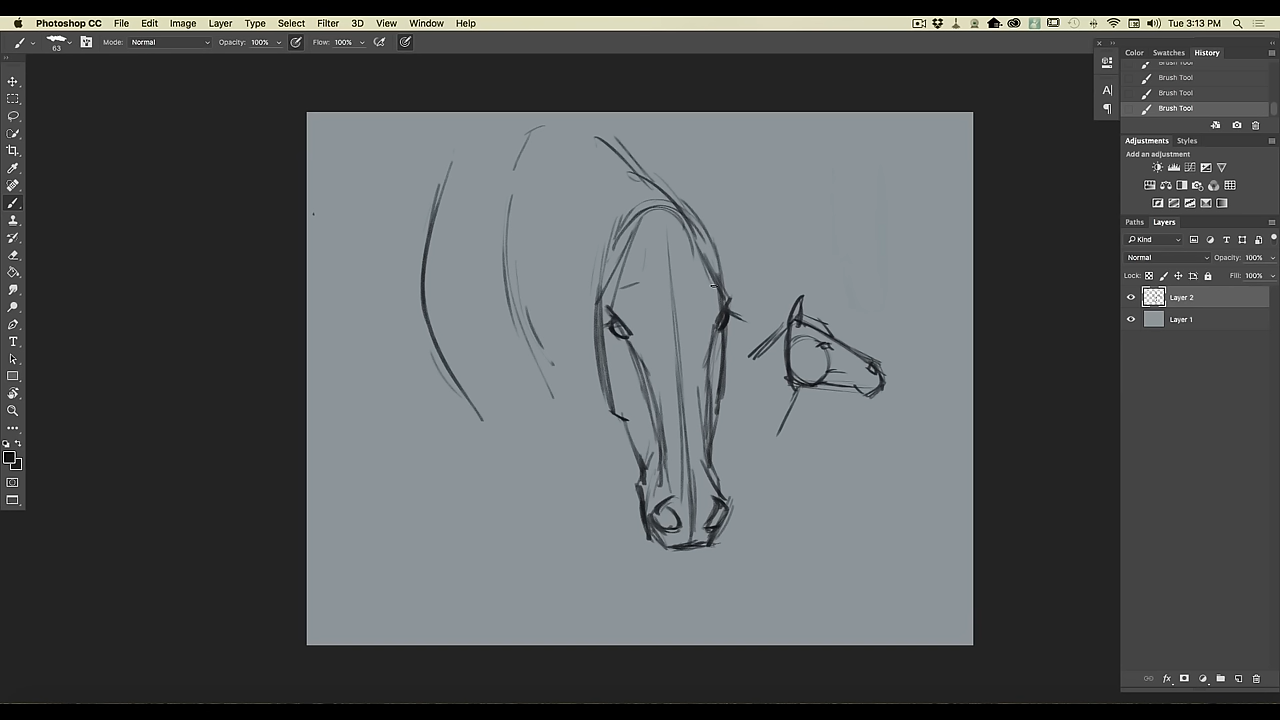 Photoshop CC File Edit Image Layer Type Select Filter 3D View Window Help Tue 3:13 PM
63 Mode: Normal Opacity: 100% Flow: 100%
Color Swatches History
Brush Tool
Brush Tool
Brush Tool
Brush Tool
Adjustments Styles
Add an adjustment
Paths Layers
Kind
Normal Opacity: 100%
Lock: Fill: 100%
Layer 2
Layer 1